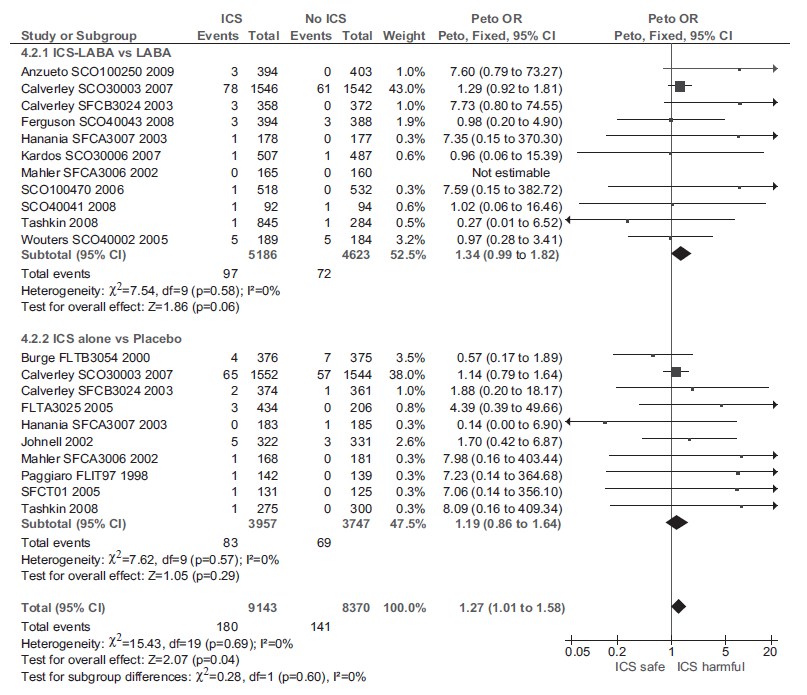 ICS No ICS Peto OR Peto OR
Study or Subgroup Events Total Events Total Weight Peto, Fixed, 95% CI Peto, Fixed, 95% CI
4.2.1 ICS-LABA vs LABA
Anzueto SCO100250 2009 3 394 0 403 1.0% 7.60 (0.79 to 73.27)
Calverley SCO30003 2007 78 1546 61 1542 43.0% 1.29 (0.92 to 1.81)
Calverley SFCB3024 2003 3 358 0 372 1.0% 7.73 (0.80 to 74.55)
Ferguson SCO40043 2008 3 394 3 388 1.9% 0.98 (0.20 to 4.90)
Hanania SFCA3007 2003 1 178 0 177 0.3% 7.35 (0.15 to 370.30)
Kardos SCO30006 2007 1 507 1 487 0.6% 0.96 (0.06 to 15.39)
Mahler SFCA3006 2002 0 165 0 160 Not estimable
SCO100470 2006 1 518 0 532 0.3% 7.59 (0.15 to 382.72)
SCO40041 2008 1 92 1 94 0.6% 1.02 (0.06 to 16.46)
Tashkin 2008 1 845 1 284 0.5% 0.27 (0.01 to 6.52)
Wouters SCO40002 2005 5 189 5 184 3.2% 0.97 (0.28 to 3.41)
Subtotal (95% CI) 5186 4623 52.5% 1.34 (0.99 to 1.82)
Total events 97 72
Heterogeneity: χ2=7.54, df=9 (p=0.58); I²=0%
Test for overall effect: Z=1.86 (p=0.06)
4.2.2 ICS alone vs Placebo
Burge FLTB3054 2000 4 376 7 375 3.5% 0.57 (0.17 to 1.89)
Calverley SCO30003 2007 65 1552 57 1544 38.0% 1.14 (0.79 to 1.64)
Calverley SFCB3024 2003 2 374 1 361 1.0% 1.88 (0.20 to 18.17)
FLTA3025 2005 3 434 0 206 0.8% 4.39 (0.39 to 49.66)
Hanania SFCA3007 2003 0 183 1 185 0.3% 0.14 (0.00 to 6.90)
Johnell 2002 5 322 3 331 2.6% 1.70 (0.42 to 6.87)
Mahler SFCA3006 2002 1 168 0 181 0.3% 7.98 (0.16 to 403.44)
Paggiaro FLIT97 1998 1 142 0 139 0.3% 7.23 (0.14 to 364.68)
SFCT01 2005 1 131 0 125 0.3% 7.06 (0.14 to 356.10)
Tashkin 2008 1 275 0 300 0.3% 8.09 (0.16 to 409.34)
Subtotal (95% CI) 3957 3747 47.5% 1.19 (0.86 to 1.64)
Total events 83 69
Heterogeneity: χ2=7.62, df=9 (p=0.57); I²=0%
Test for overall effect: Z=1.05 (p=0.29)
Total (95% CI) 9143 8370 100.0% 1.27 (1.01 to 1.58)
Total events 180 141
Heterogeneity: χ2=15.43, df=19 (p=0.69); I²=0%
Test for overall effect: Z=2.07 (p=0.04)
Test for subgroup differences: χ2=0.28, df=1 (p=0.60), I²=0%
0.05 0.2 1 5 20
ICS safe ICS harmful